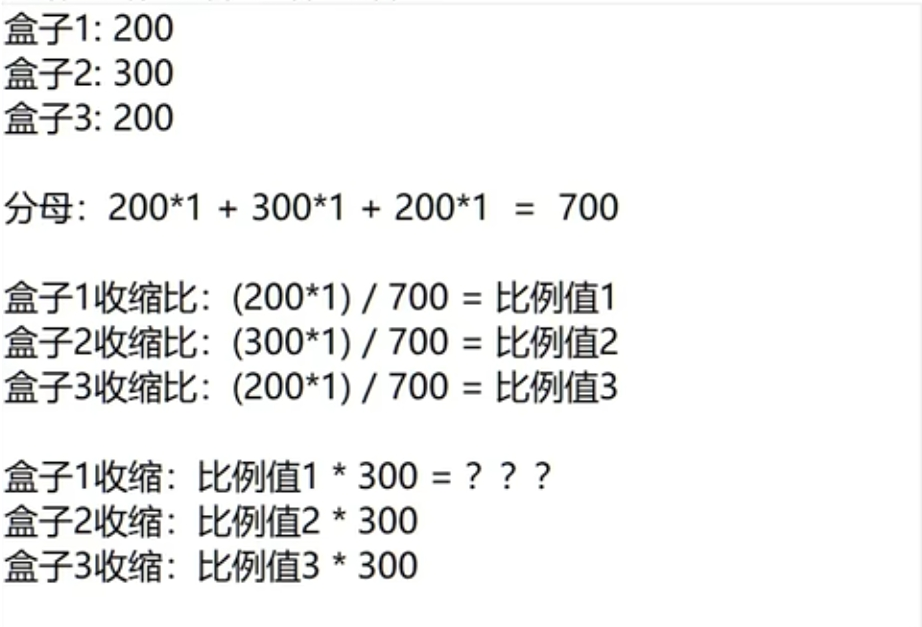 盒子1: 200
盒子2: 300
盒子3: 200
分母：200*1 + 300*1 + 200*1 = 700
盒子1收缩比：(200*1) / 700 = 比例值1
盒子2收缩比：(300*1) / 700 = 比例值2
盒子3收缩比：(200*1) / 700 = 比例值3
盒子1收缩：比例值1 * 300 = ？？？
盒子2收缩：比例值2 * 300
盒子3收缩：比例值3 * 300